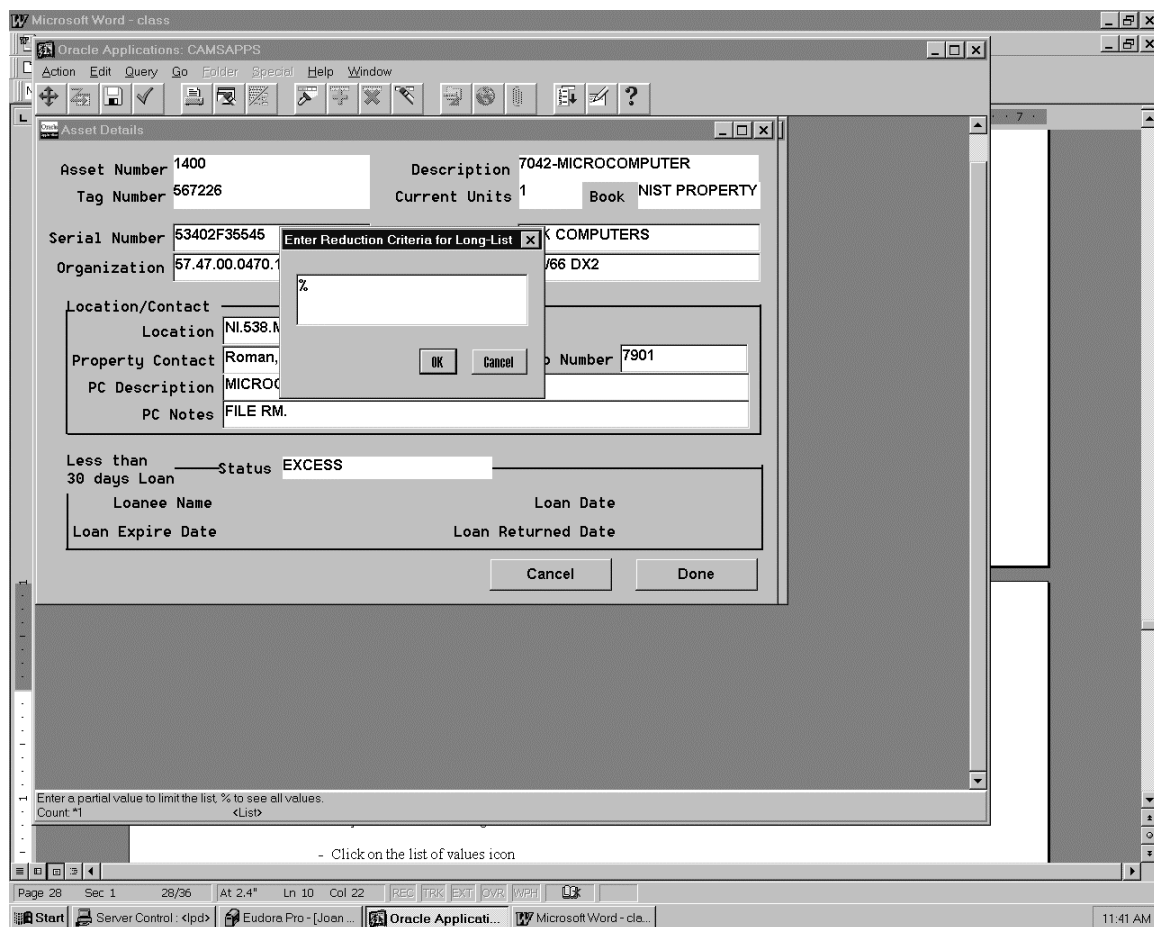 Microsoft Word - class
Oracle Applications: CAMSAPPS
Action Edit Query Go Folder Special Help Window
Asset Details
Asset Number 1400 Description 7042-MICROCOMPUTER
Tag Number 567226 Current Units 1 Book NIST PROPERTY
Serial Number 53402F35545 COMPUTERS
Organization 57.47.00.0470.1 /66 DX2
Enter Reduction Criteria for Long-List
%
OK Cancel
Location/Contact
Location NI.538.
Property Contact Roman, Number 7901
PC Description MICRO
PC Notes FILE RM.
Less than
30 days Loan Status EXCESS
Loanee Name Loan Date
Loan Expire Date Loan Returned Date
Cancel Done
Enter a partial value to limit the list, % to see all values.
Count: *1 <List>
- Click on the list of values icon
Page 28 Sec 1 28/36 At 2.4" Ln 10 Col 22 REC TRK EXT OVR WPH
Start Server Control : <lpd> Eudora Pro - [Joan ... Oracle Applicati... Microsoft Word - cla... 11:41 AM